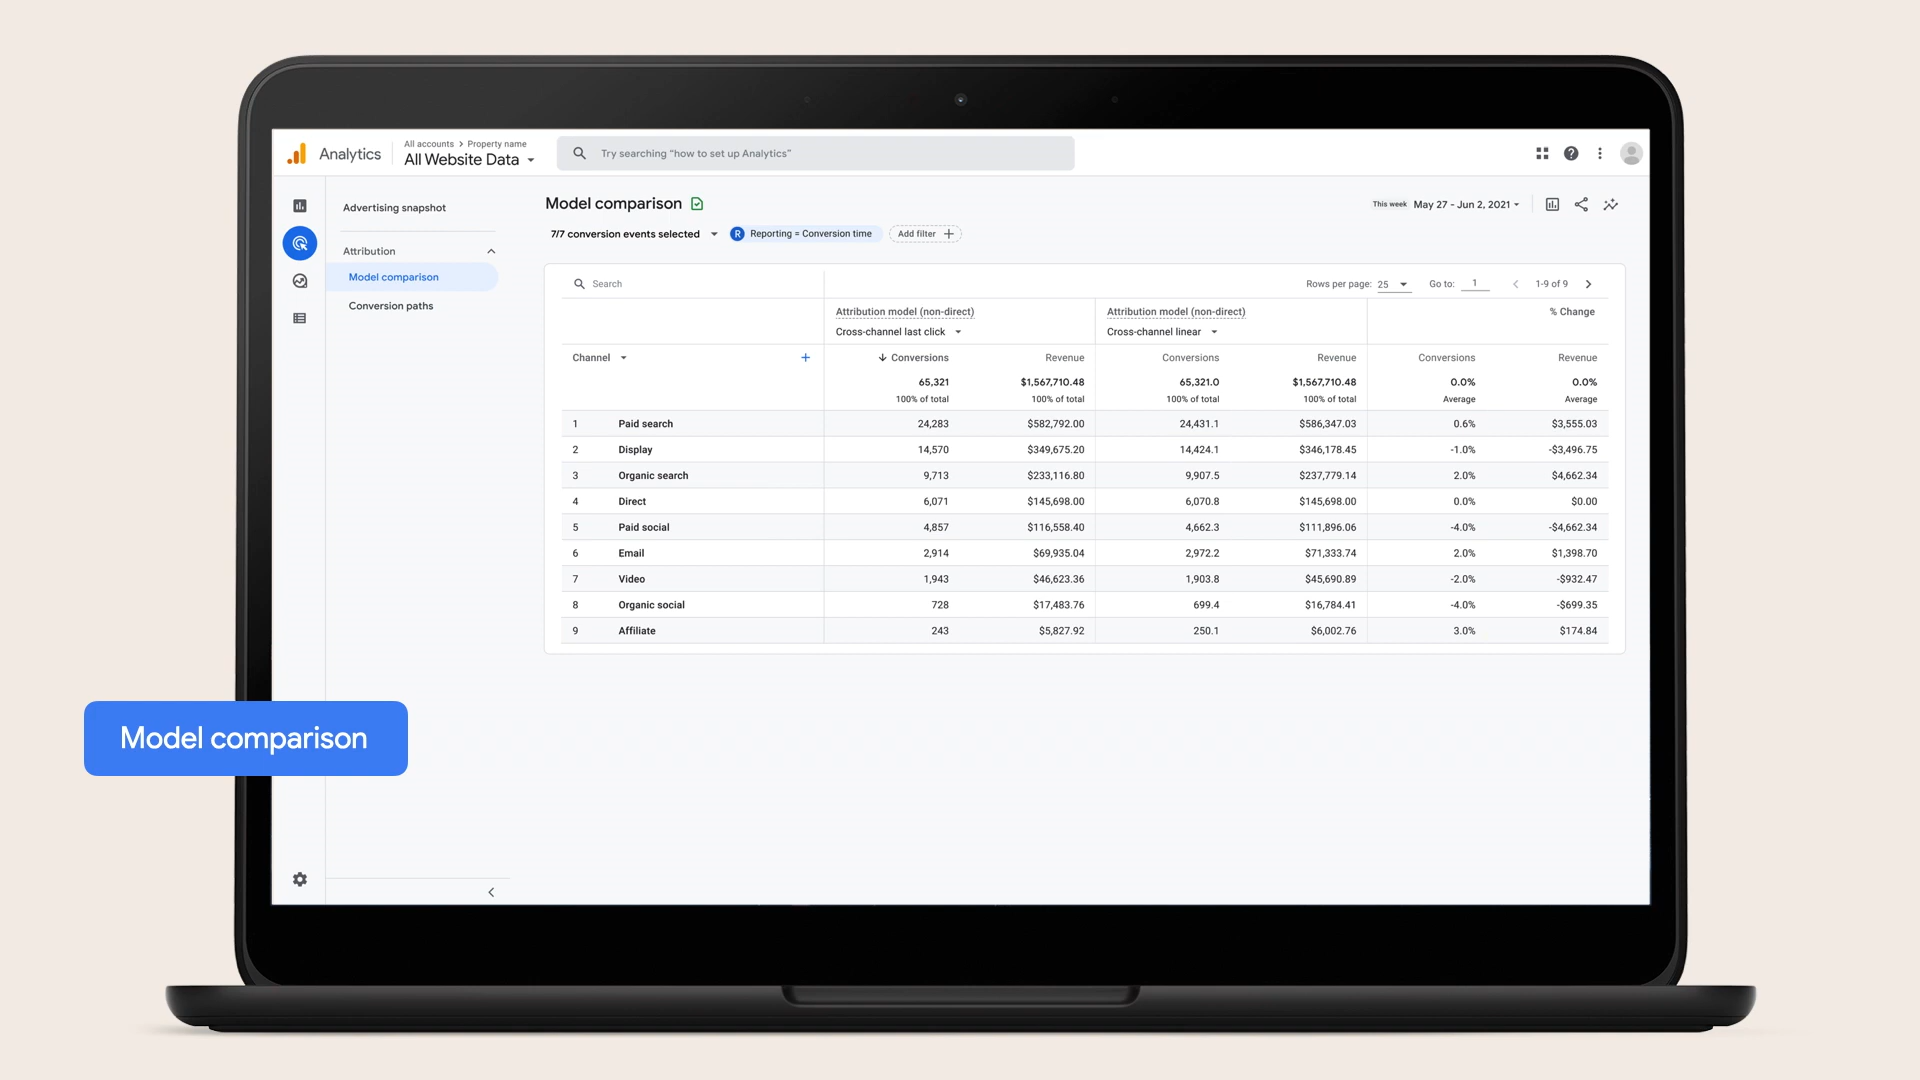 Analytics
All accounts > Property name
All Website Data
Try searching “how to set up Analytics”
Advertising snapshot
Attribution
Model comparison
Conversion paths
Model comparison
This week May 27 - Jun 2, 2021
7/7 conversion events selected
R Reporting = Conversion time
Add filter +
Search
Rows per page: 25
Go to: 1
1-9 of 9
Attribution model (non-direct)
Cross-channel last click
Attribution model (non-direct)
Cross-channel linear
% Change
Channel + Conversions Revenue Conversions Revenue Conversions Revenue
65,321 $1,567,710.48 65,321.0 $1,567,710.48 0.0% 0.0%
100% of total 100% of total 100% of total 100% of total Average Average
1 Paid search 24,283 $582,792.00 24,431.1 $586,347.03 0.6% $3,555.03
2 Display 14,570 $349,675.20 14,424.1 $346,178.45 -1.0% -$3,496.75
3 Organic search 9,713 $233,116.80 9,907.5 $237,779.14 2.0% $4,662.34
4 Direct 6,071 $145,698.00 6,070.8 $145,698.00 0.0% $0.00
5 Paid social 4,857 $116,558.40 4,662.3 $111,896.06 -4.0% -$4,662.34
6 Email 2,914 $69,935.04 2,972.2 $71,333.74 2.0% $1,398.70
7 Video 1,943 $46,623.36 1,903.8 $45,690.89 -2.0% -$932.47
8 Organic social 728 $17,483.76 699.4 $16,784.41 -4.0% -$699.35
9 Affiliate 243 $5,827.92 250.1 $6,002.76 3.0% $174.84
Model comparison